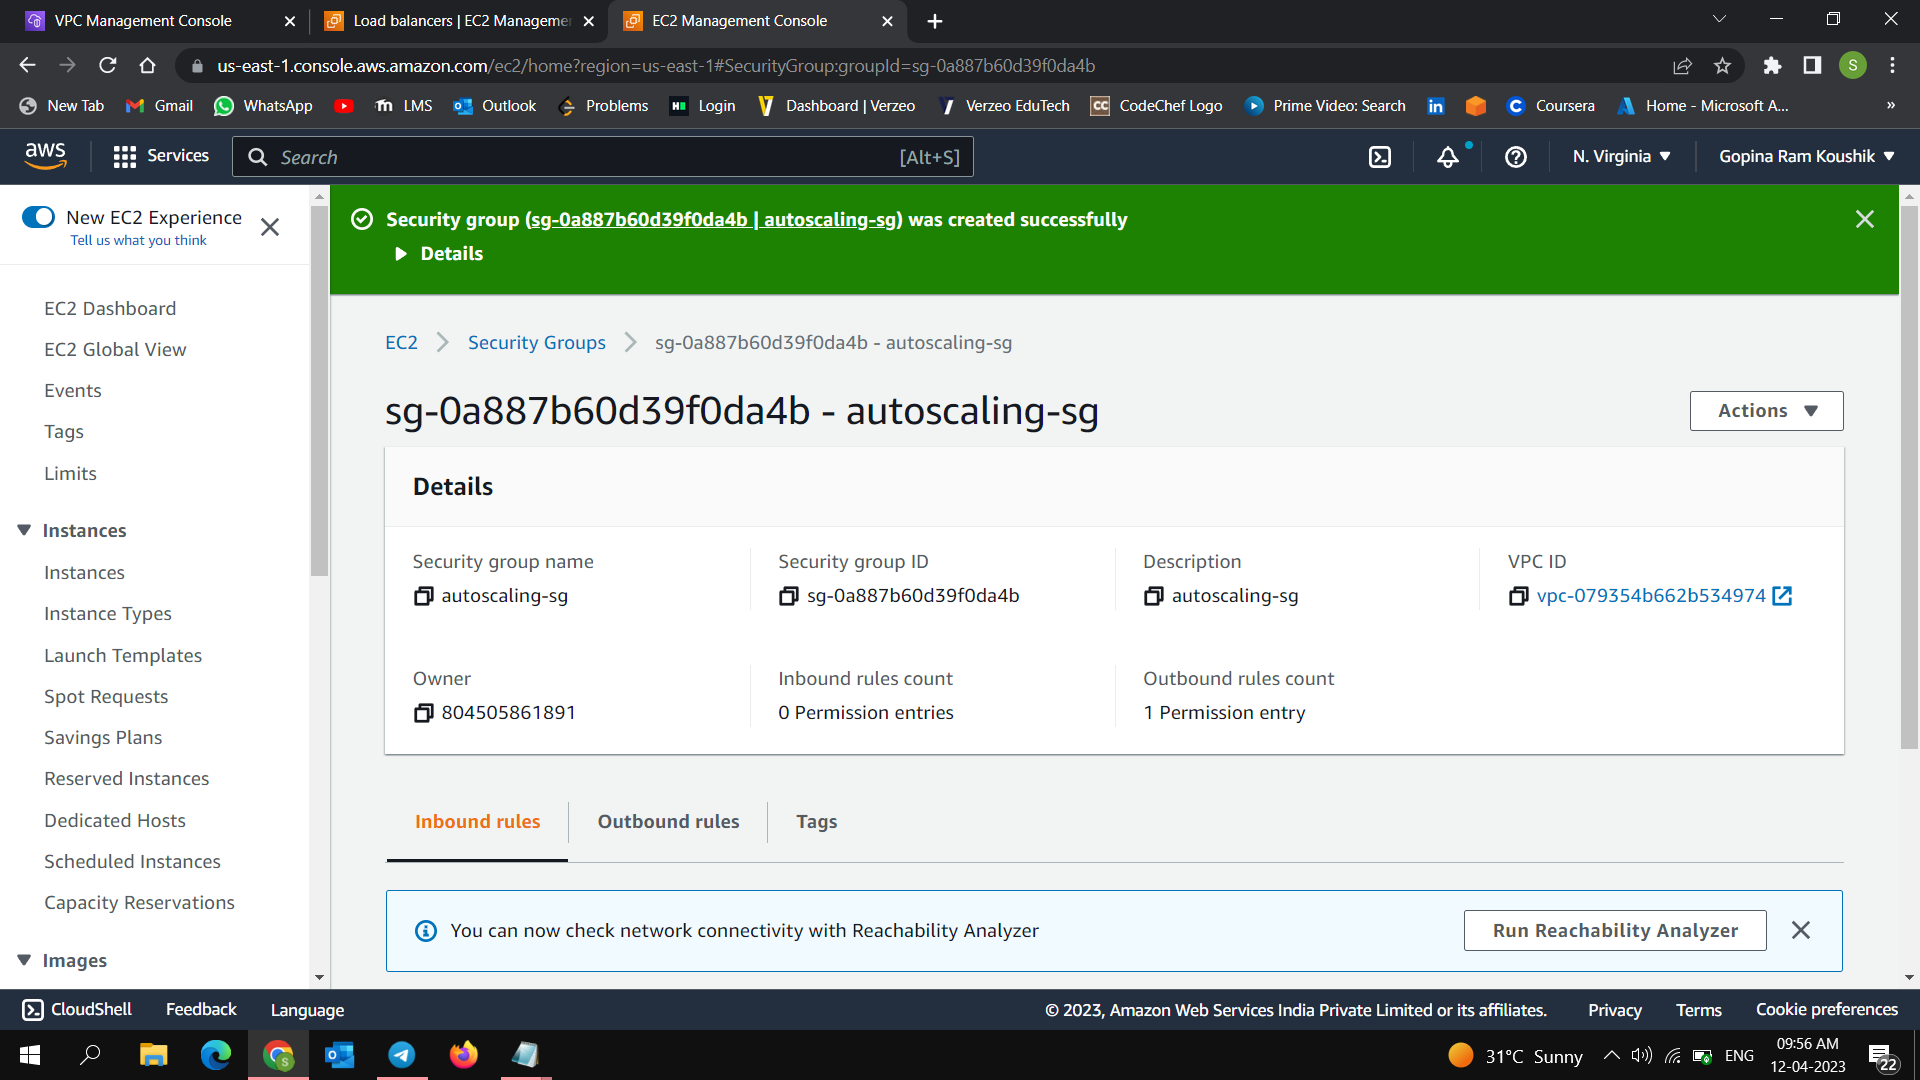 VPC Management Console
Load balancers | EC2 Manageme
EC2 Management Console
us-east-1.console.aws.amazon.com/ec2/home?region=us-east-1#SecurityGroup:groupId=sg-0a887b60d39f0da4b
S
New Tab
Gmail
WhatsApp
LMS
Outlook
Problems
Login
Dashboard | Verzeo
Verzeo EduTech
CodeChef Logo
Prime Video: Search
Coursera
Home - Microsoft A...
»
aws
Services
Search
[Alt+S]
N. Virginia
Gopina Ram Koushik
New EC2 Experience
Tell us what you think
EC2 Dashboard
EC2 Global View
Events
Tags
Limits
Instances
Instances
Instance Types
Launch Templates
Spot Requests
Savings Plans
Reserved Instances
Dedicated Hosts
Scheduled Instances
Capacity Reservations
Images
Security group (sg-0a887b60d39f0da4b | autoscaling-sg) was created successfully
Details
EC2
Security Groups
sg-0a887b60d39f0da4b - autoscaling-sg
sg-0a887b60d39f0da4b - autoscaling-sg
Actions
Details
Security group name
autoscaling-sg
Security group ID
sg-0a887b60d39f0da4b
Description
autoscaling-sg
VPC ID
vpc-079354b662b534974
Owner
804505861891
Inbound rules count
0 Permission entries
Outbound rules count
1 Permission entry
Inbound rules
Outbound rules
Tags
You can now check network connectivity with Reachability Analyzer
Run Reachability Analyzer
CloudShell
Feedback
Language
© 2023, Amazon Web Services India Private Limited or its affiliates.
Privacy
Terms
Cookie preferences
31°C Sunny
ENG
09:56 AM
12-04-2023
22